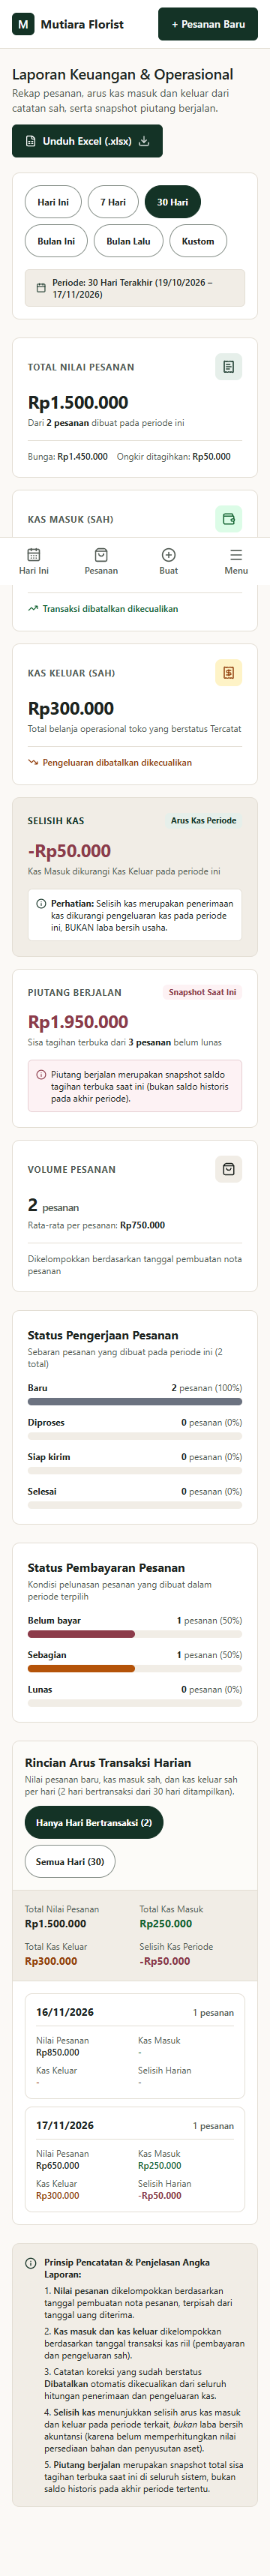 M Mutiara Florist
+ Pesanan Baru
Laporan Keuangan & Operasional
Rekap pesanan, arus kas masuk dan keluar dari
catatan sah, serta snapshot piutang berjalan.
Unduh Excel (.xlsx)
Hari Ini
7 Hari
30 Hari
Bulan Ini
Bulan Lalu
Kustom
Periode: 30 Hari Terakhir (19/10/2026 –
17/11/2026)
TOTAL NILAI PESANAN
Rp1.500.000
Dari 2 pesanan dibuat pada periode ini
Bunga: Rp1.450.000 Ongkir ditagihkan: Rp50.000
KAS MASUK (SAH)
Hari Ini
Pesanan
Buat
Menu
Transaksi dibatalkan dikecualikan
KAS KELUAR (SAH)
Rp300.000
Total belanja operasional toko yang berstatus Tercatat
Pengeluaran dibatalkan dikecualikan
SELISIH KAS
Arus Kas Periode
-Rp50.000
Kas Masuk dikurangi Kas Keluar pada periode ini
Perhatian: Selisih kas merupakan penerimaan
kas dikurangi pengeluaran kas pada periode
ini, BUKAN laba bersih usaha.
PIUTANG BERJALAN
Snapshot Saat Ini
Rp1.950.000
Sisa tagihan terbuka dari 3 pesanan belum lunas
Piutang berjalan merupakan snapshot saldo
tagihan terbuka saat ini (bukan saldo historis
pada akhir periode).
VOLUME PESANAN
2 pesanan
Rata-rata per pesanan: Rp750.000
Dikelompokkan berdasarkan tanggal pembuatan nota
pesanan
Status Pengerjaan Pesanan
Sebaran pesanan yang dibuat pada periode ini (2
total)
Baru 2 pesanan (100%)
Diproses 0 pesanan (0%)
Siap kirim 0 pesanan (0%)
Selesai 0 pesanan (0%)
Status Pembayaran Pesanan
Kondisi pelunasan pesanan yang dibuat dalam
periode terpilih
Belum bayar 1 pesanan (50%)
Sebagian 1 pesanan (50%)
Lunas 0 pesanan (0%)
Rincian Arus Transaksi Harian
Nilai pesanan baru, kas masuk sah, dan kas keluar sah
per hari (2 hari bertransaksi dari 30 hari ditampilkan).
Hanya Hari Bertransaksi (2)
Semua Hari (30)
Total Nilai Pesanan Total Kas Masuk
Rp1.500.000 Rp250.000
Total Kas Keluar Selisih Kas Periode
Rp300.000 -Rp50.000
16/11/2026 1 pesanan
Nilai Pesanan Kas Masuk
Rp850.000 -
Kas Keluar Selisih Harian
- -
17/11/2026 1 pesanan
Nilai Pesanan Kas Masuk
Rp650.000 Rp250.000
Kas Keluar Selisih Harian
Rp300.000 -Rp50.000
Prinsip Pencatatan & Penjelasan Angka
Laporan:
1. Nilai pesanan dikelompokkan berdasarkan
tanggal pembuatan nota pesanan, terpisah dari
tanggal uang diterima.
2. Kas masuk dan kas keluar dikelompokkan
berdasarkan tanggal transaksi kas riil (pembayaran
dan pengeluaran sah).
3. Catatan koreksi yang sudah berstatus
Dibatalkan otomatis dikecualikan dari seluruh
hitungan penerimaan dan pengeluaran kas.
4. Selisih kas menunjukkan selisih arus kas masuk
dan keluar pada periode terkait, bukan laba bersih
akuntansi (karena belum memperhitungkan nilai
persediaan bahan dan penyusutan aset).
5. Piutang berjalan merupakan snapshot total sisa
tagihan terbuka saat ini di seluruh sistem, bukan
saldo historis pada akhir periode tertentu.